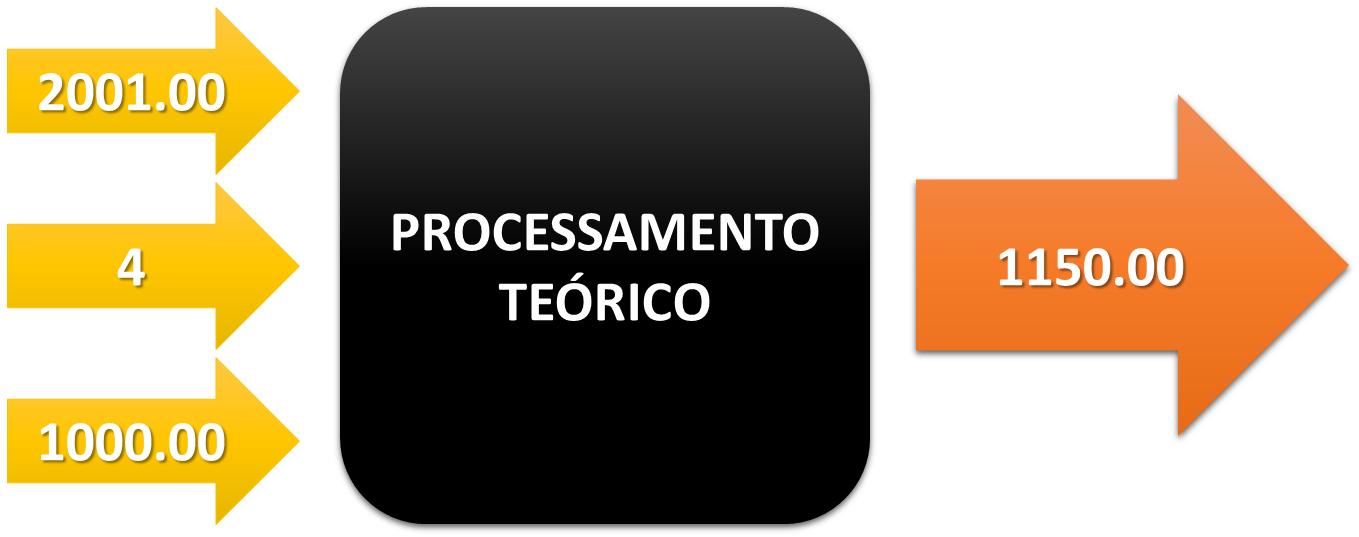 2001.00
4
1000.00
PROCESSAMENTO
TEÓRICO
1150.00